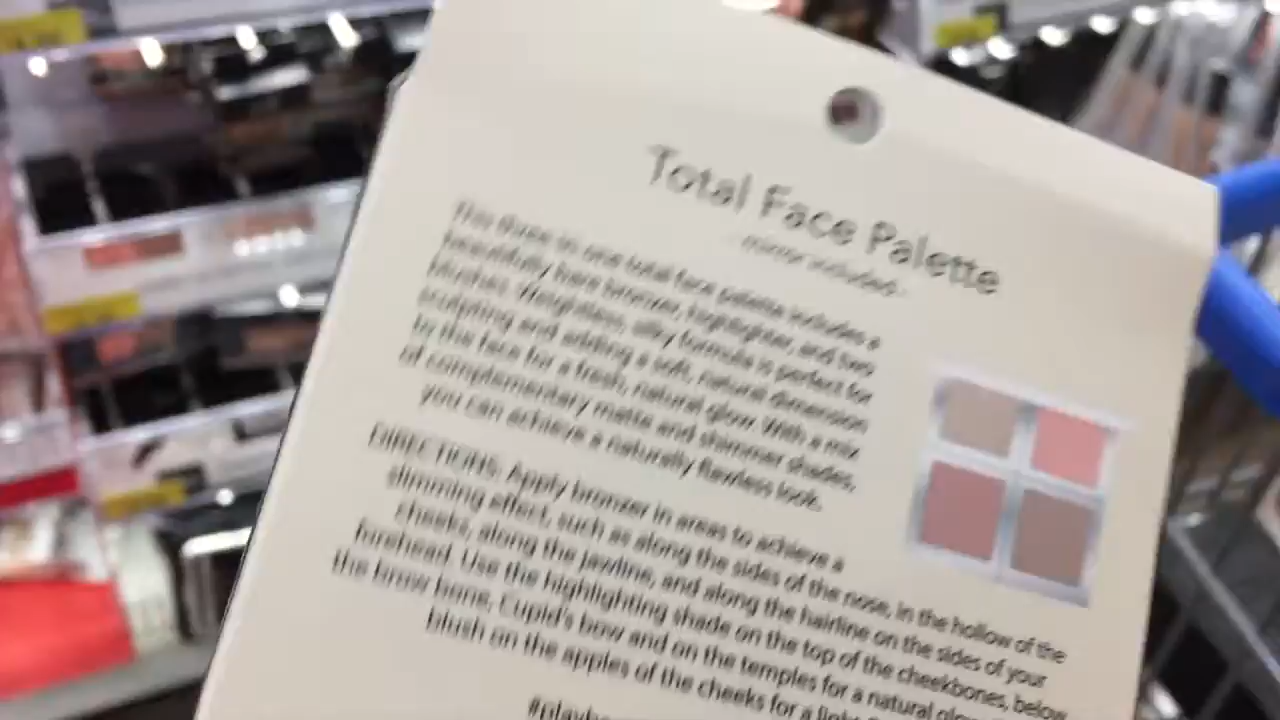 Total Face Palette
- mirror included -
This three in one total face palette includes a
beautifully hued bronzer, highlighter, and two
blushes. Weightless, silky formula is perfect for
sculpting and adding a soft, natural dimension
to the face for a fresh, natural glow. With a mix
of complementary matte and shimmer shades,
you can achieve a naturally flawless look.
DIRECTIONS: Apply bronzer in areas to achieve a
slimming effect, such as along the sides of the nose, in the hollow of the
cheeks, along the jawline, and along the hairline on the sides of your
forehead. Use the highlighting shade on the top of the cheekbones, below
the brow bone, Cupid's bow and on the temples for a natural
blush on the apples of the cheeks for a